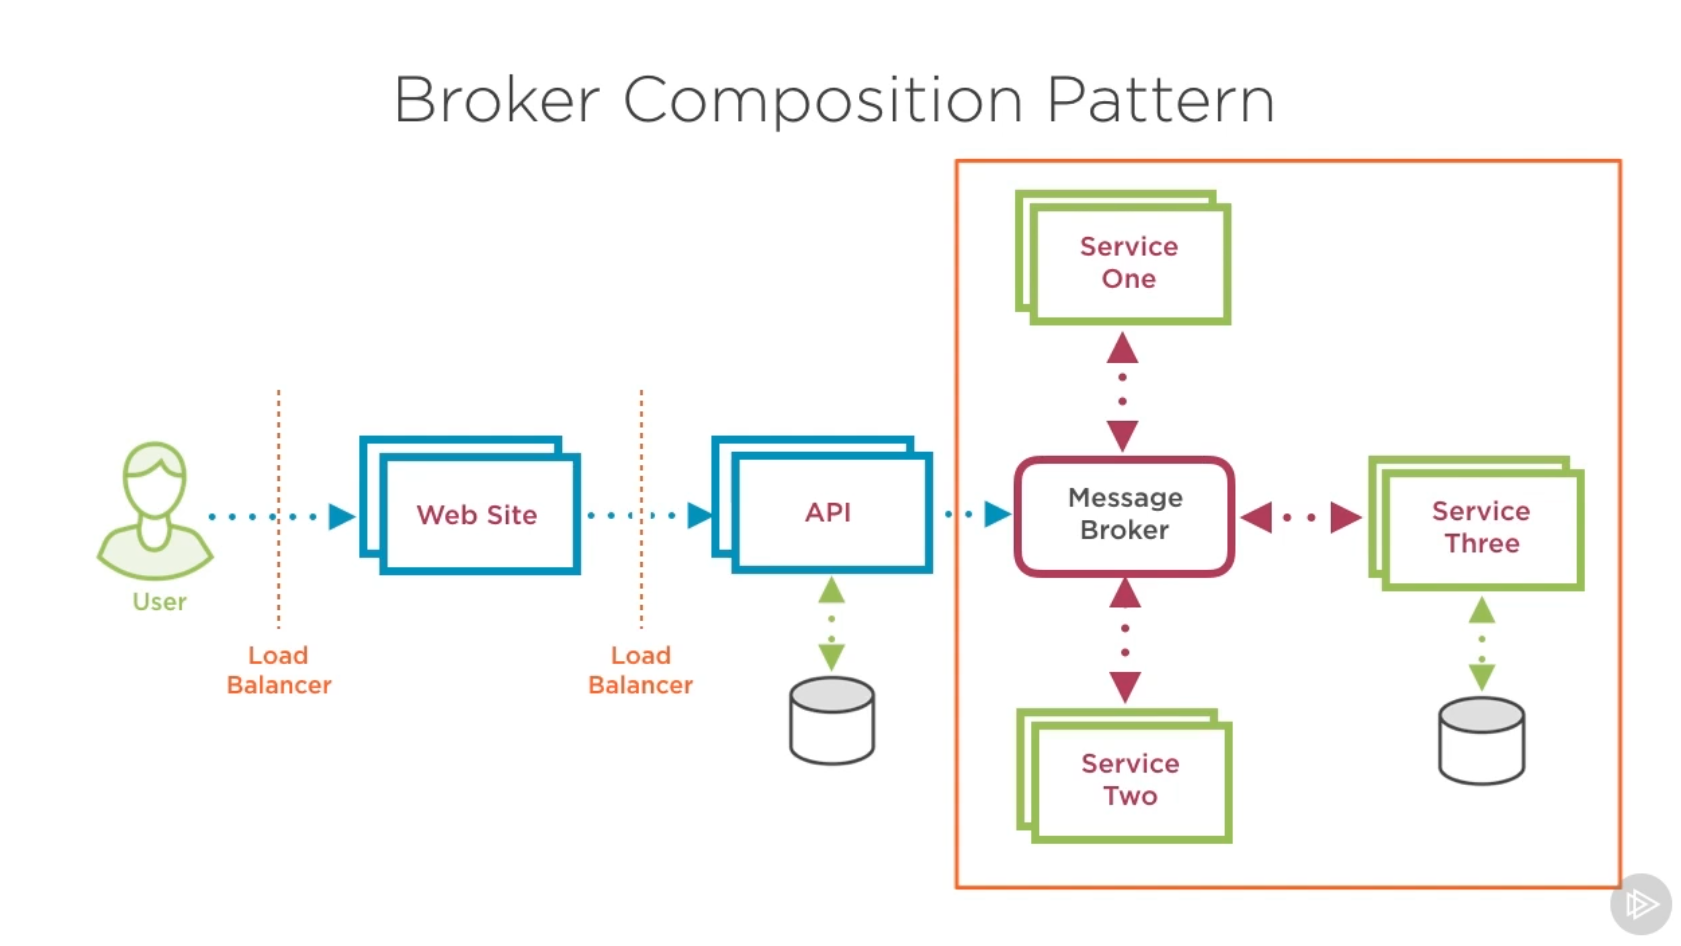 Broker Composition Pattern
Service
One
Web Site
API
Message
Broker
Service
Three
User
Load
Balancer
Load
Balancer
Service
Two